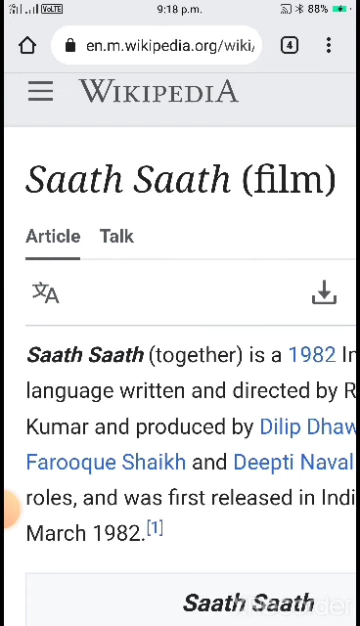 VoLTE 9:18 p.m. 88%
en.m.wikipedia.org/wiki/ 4
WIKIPEDIA
Saath Saath (film)
Article Talk
Saath Saath (together) is a 1982 In
language written and directed by R
Kumar and produced by Dilip Dhaw
Farooque Shaikh and Deepti Naval
roles, and was first released in Indi
March 1982.[1]
Saath Saath